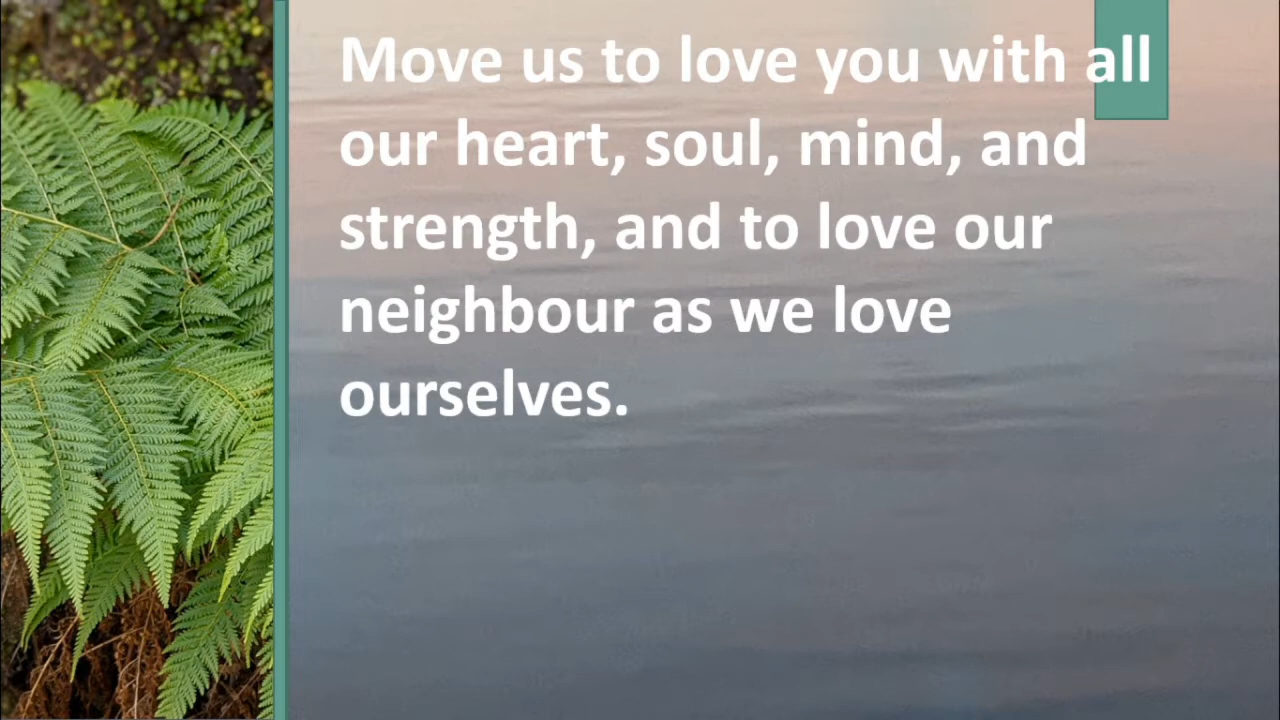 Move us to love you with all
our heart, soul, mind, and
strength, and to love our
neighbour as we love
ourselves.